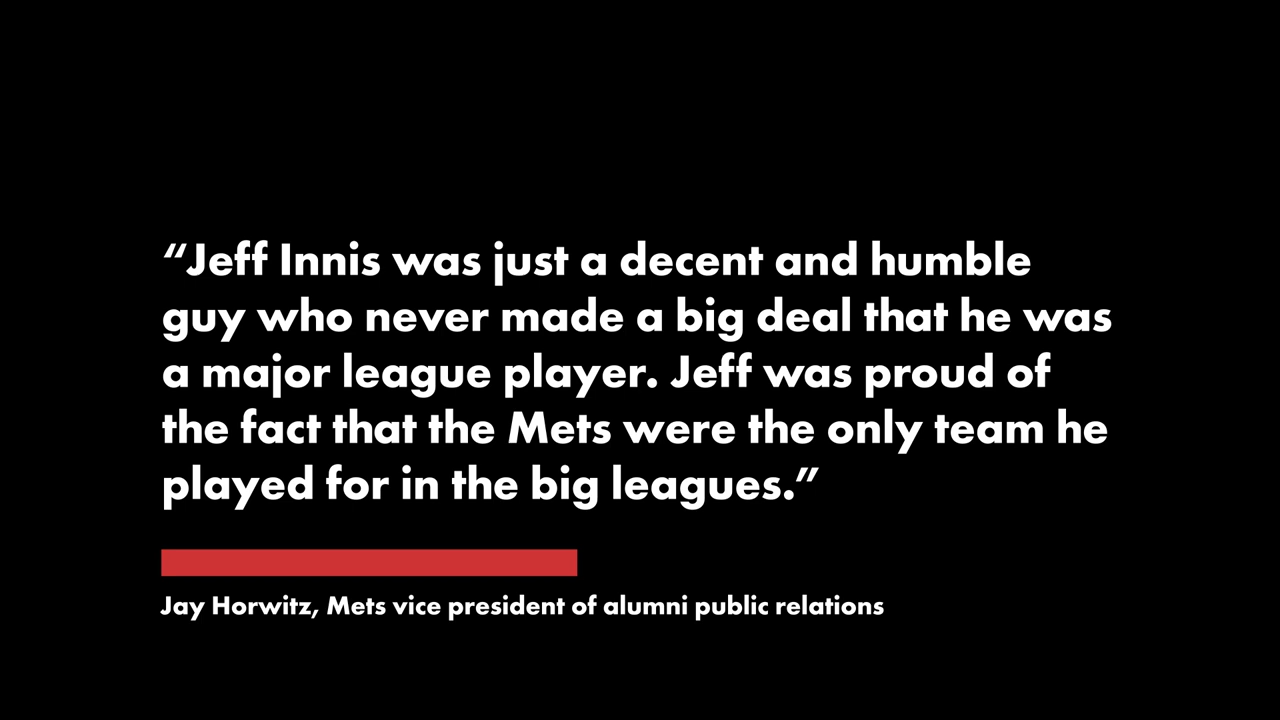 “Jeff Innis was just a decent and humble
guy who never made a big deal that he was
a major league player. Jeff was proud of
the fact that the Mets were the only team he
played for in the big leagues.”
Jay Horwitz, Mets vice president of alumni public relations